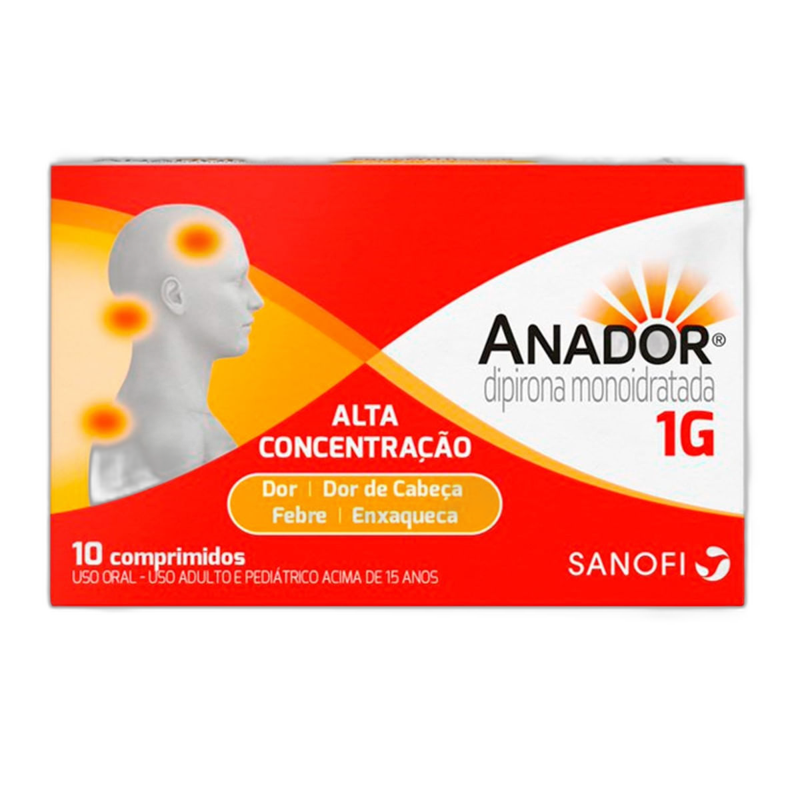 ANADOR®
dipirona monoidratada
1G
ALTA
CONCENTRAÇÃO
Dor | Dor de Cabeça
Febre | Enxaqueca
10 comprimidos
USO ORAL - USO ADULTO E PEDIÁTRICO ACIMA DE 15 ANOS
SANOFI